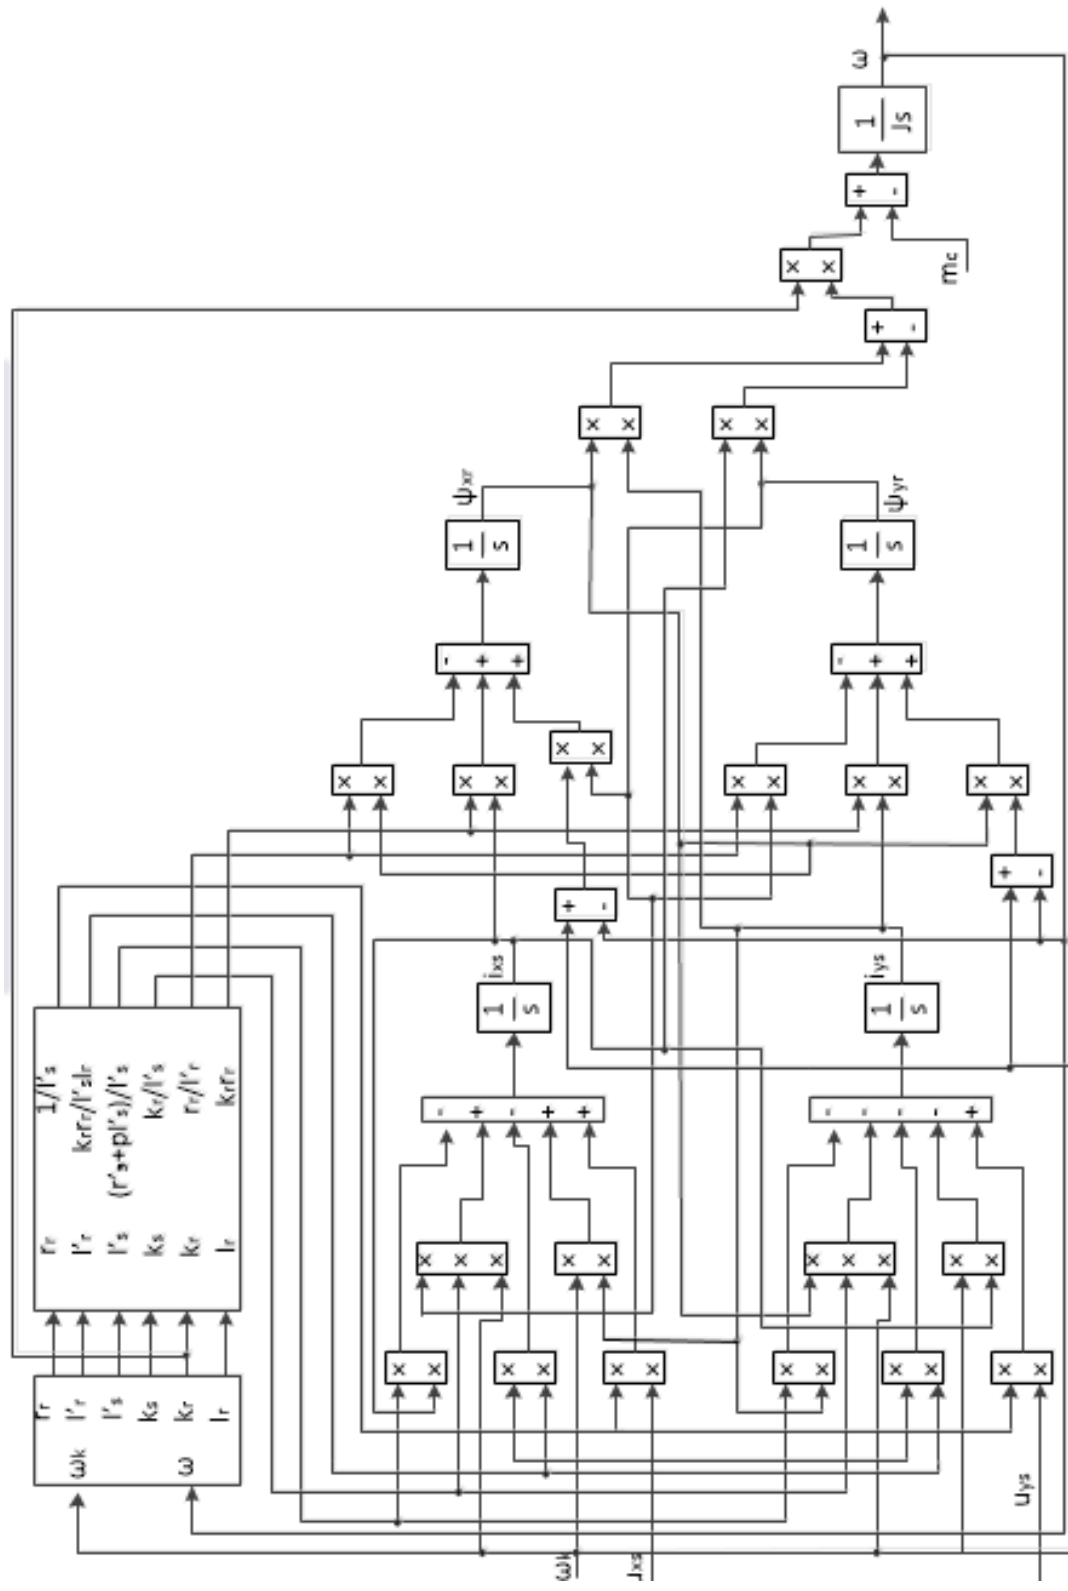 ωk
ω
rr
l'r
l's
ks
kr
lr
rr 1/l's
l'r krrr/l'slr
l's (r's+pl's)/l's
ks kr/l's
kr rr/l'r
lr krrr
ωk
uys
× ×
× ×
× ×
× × ×
× ×
- + - + +
1
s
ixs
× ×
× ×
× ×
× × ×
× ×
- - - - +
1
s
iys
+ -
+ -
× ×
× ×
× ×
- + +
1
s
ψxr
× ×
× ×
× ×
- + +
1
s
ψyr
× ×
× ×
+ -
× ×
mc
+ -
1
Js
ω